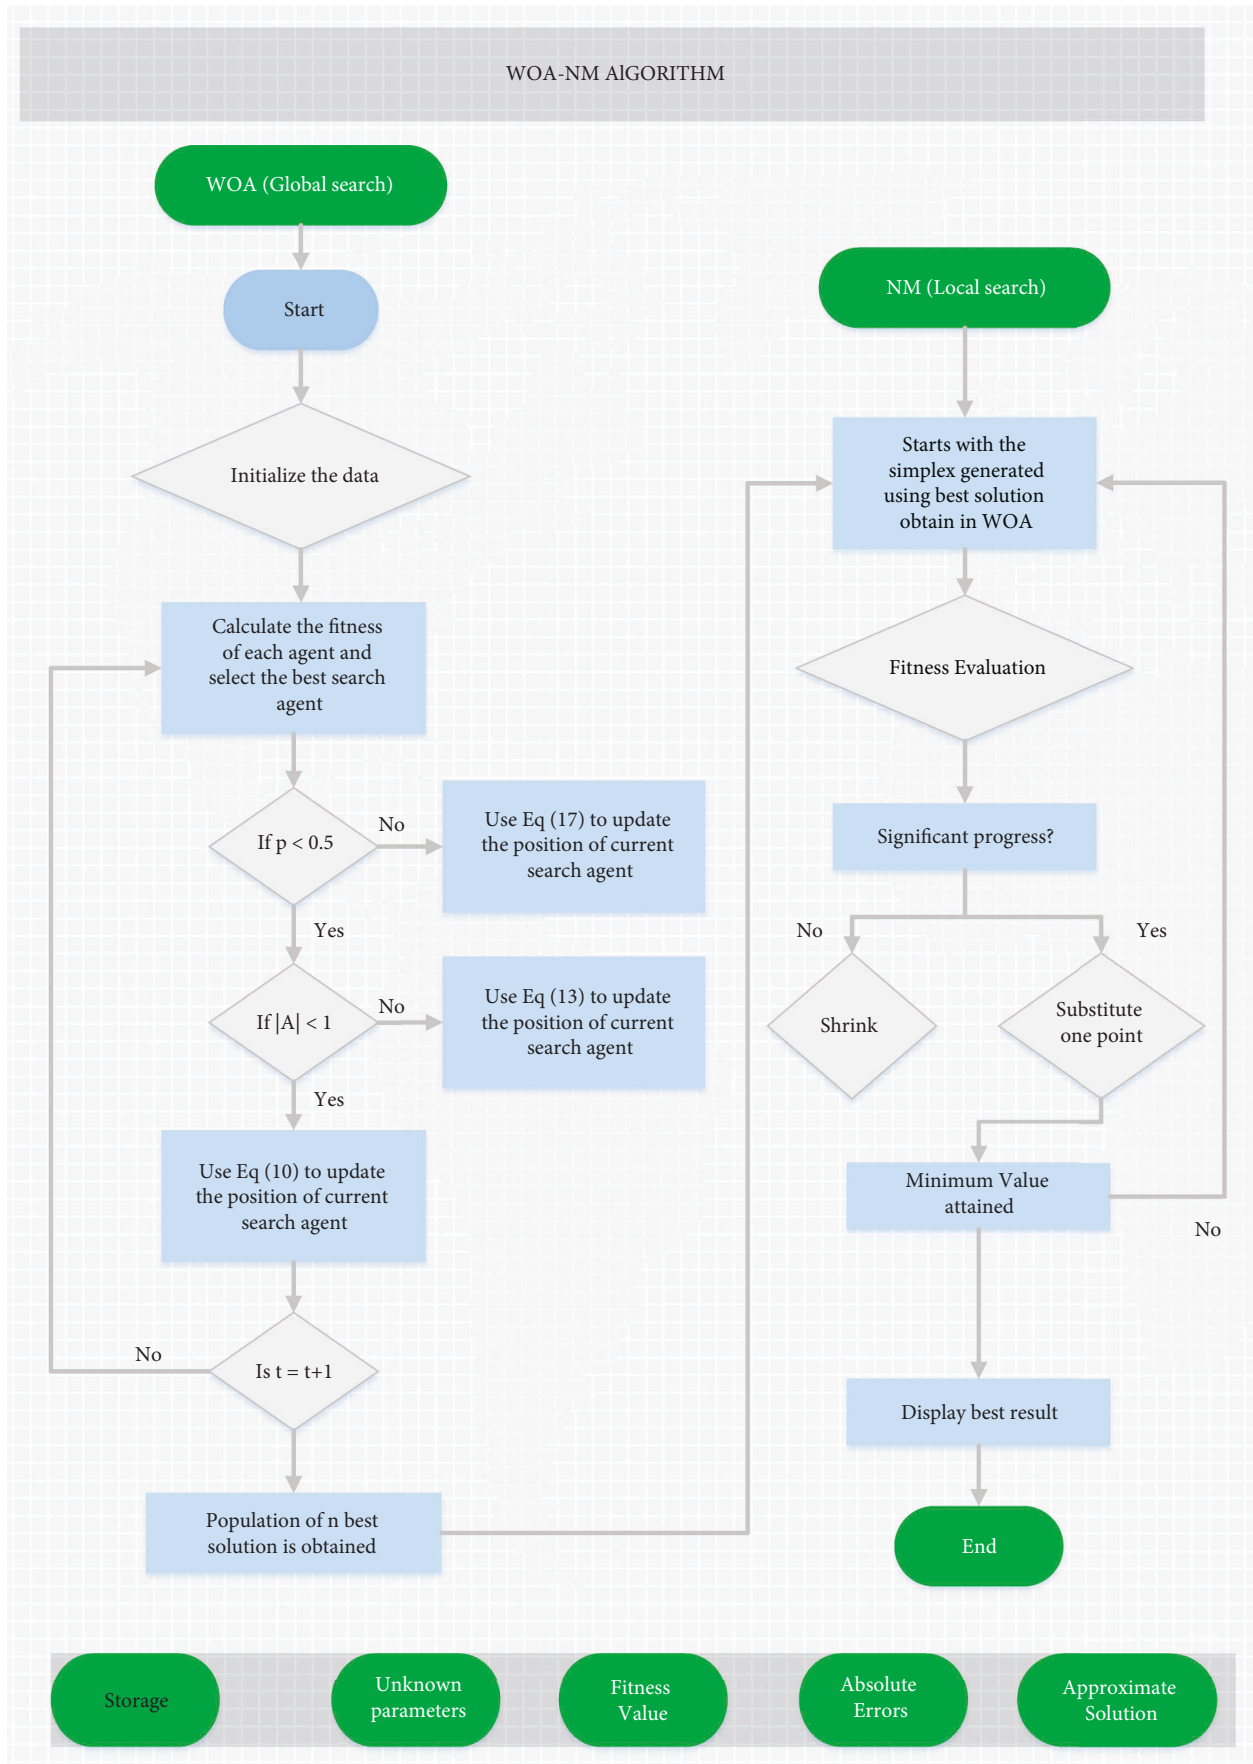 WOA-NM AlGORITHM
WOA (Global search)
Start
Initialize the data
Calculate the fitness
of each agent and
select the best search
agent
If p < 0.5
No
Use Eq (17) to update
the position of current
search agent
Yes
If |A| < 1
No
Use Eq (13) to update
the position of current
search agent
Yes
Use Eq (10) to update
the position of current
search agent
No
Is t = t+1
Population of n best
solution is obtained
NM (Local search)
Starts with the
simplex generated
using best solution
obtain in WOA
Fitness Evaluation
Significant progress?
No
Yes
Shrink
Substitute
one point
Minimum Value
attained
No
Display best result
End
Storage
Unknown
parameters
Fitness
Value
Absolute
Errors
Approximate
Solution